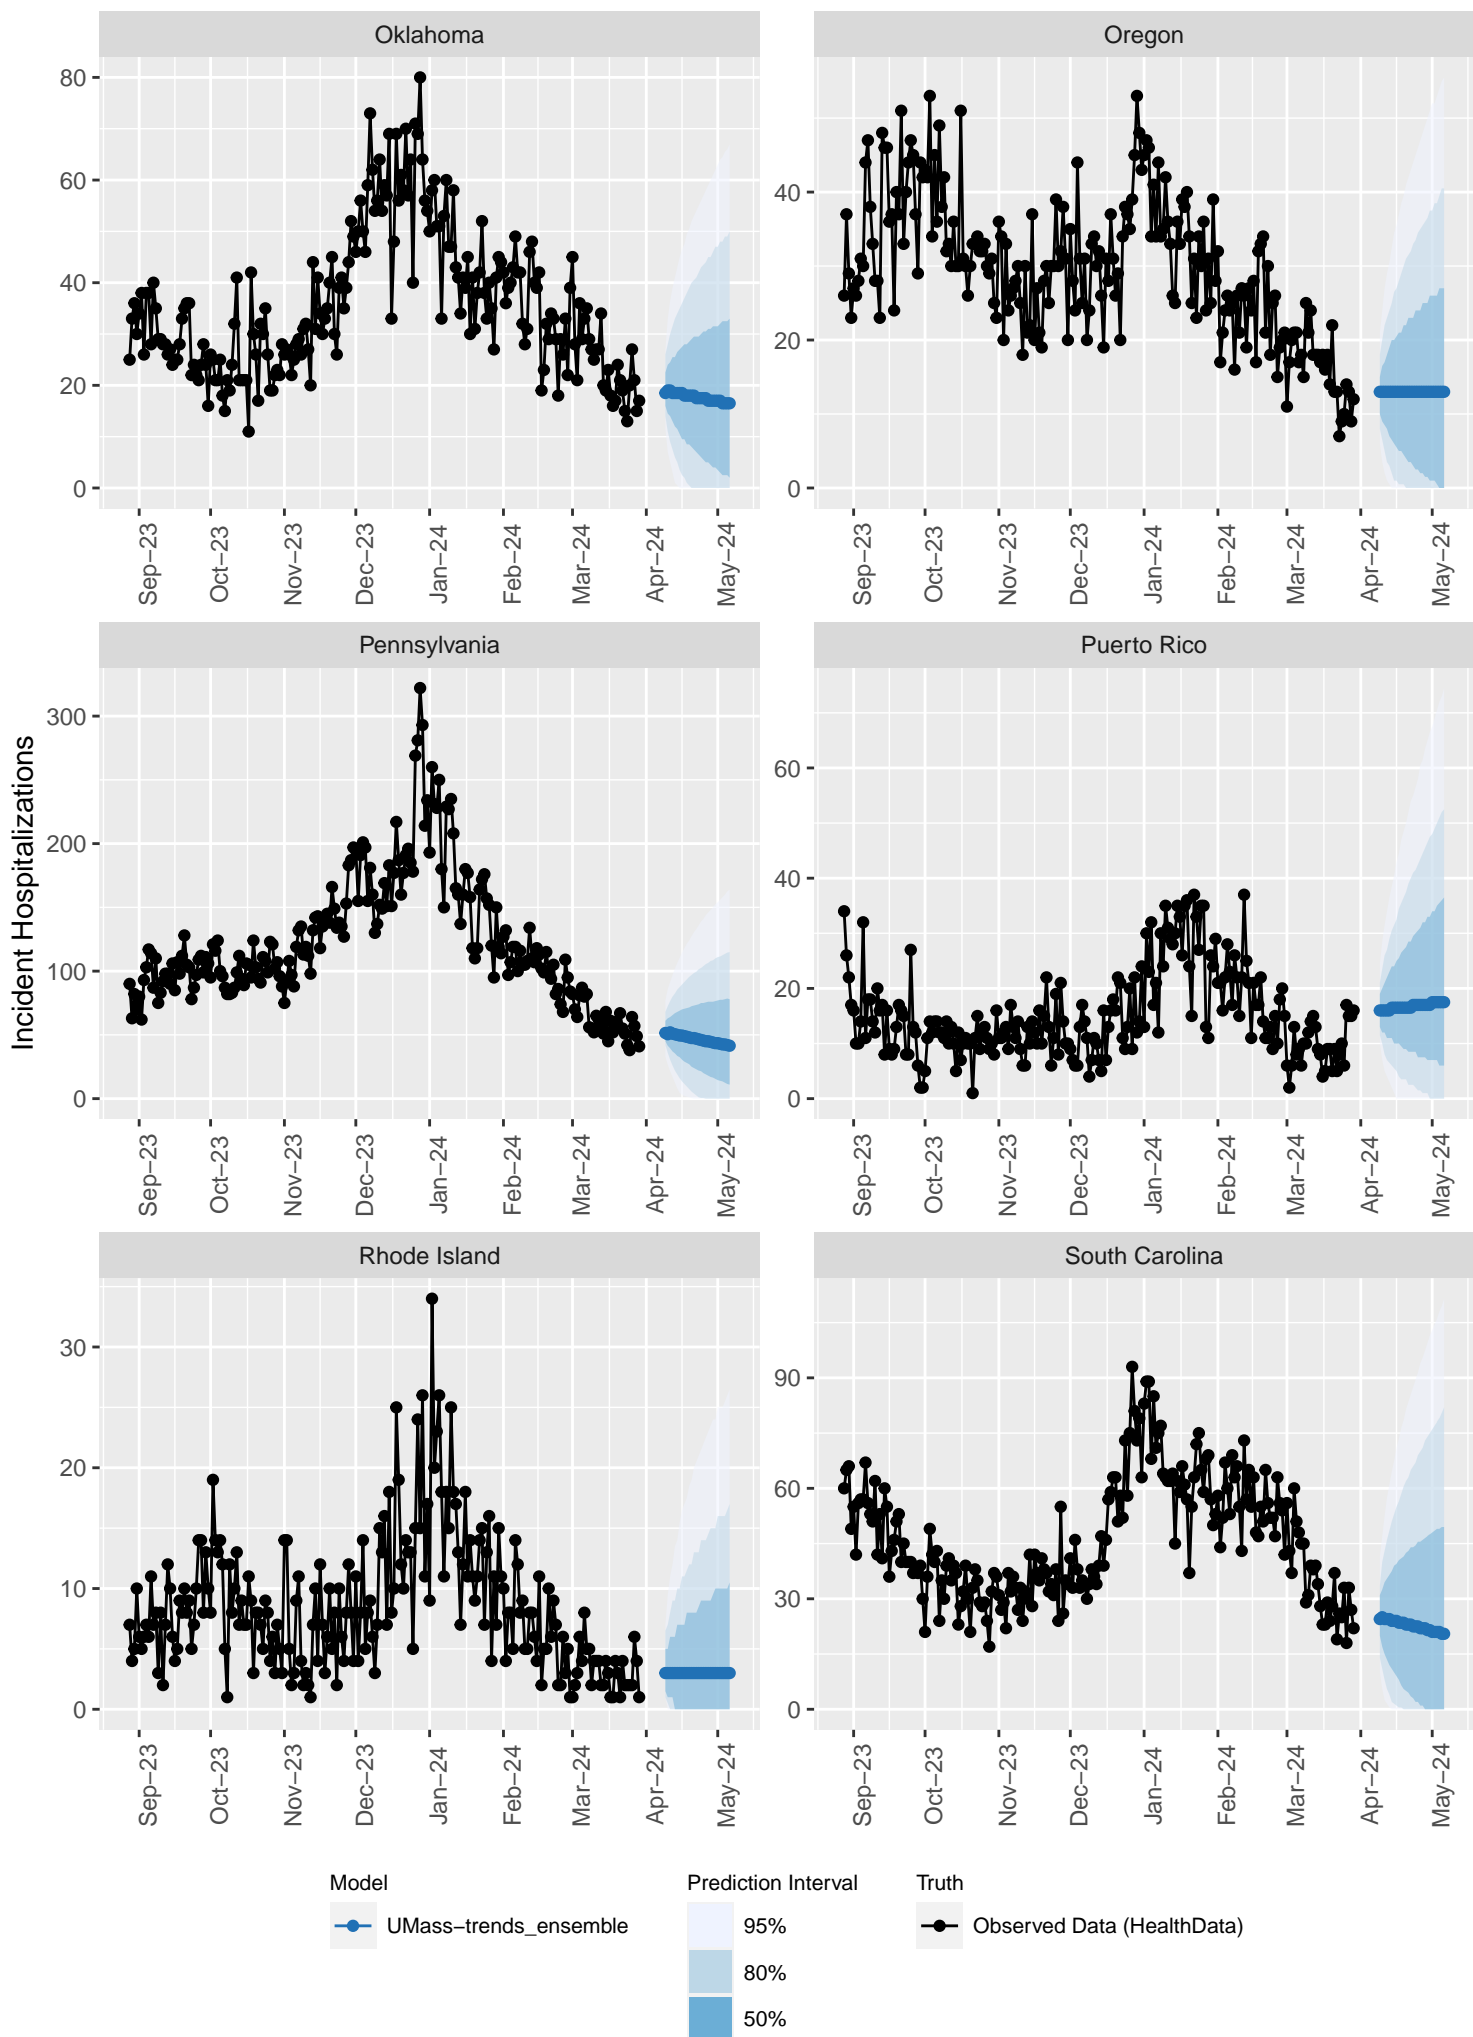 Oklahoma
Oregon
80
60
40
20
0
40
20
0
Sep−23
Oct−23
Nov−23
Dec−23
Jan−24
Feb−24
Mar−24
Apr−24
May−24
Sep−23
Oct−23
Nov−23
Dec−23
Jan−24
Feb−24
Mar−24
Apr−24
May−24
Incident Hospitalizations
Pennsylvania
Puerto Rico
300
200
100
0
60
40
20
0
Sep−23
Oct−23
Nov−23
Dec−23
Jan−24
Feb−24
Mar−24
Apr−24
May−24
Sep−23
Oct−23
Nov−23
Dec−23
Jan−24
Feb−24
Mar−24
Apr−24
May−24
Rhode Island
South Carolina
30
20
10
0
90
60
30
0
Sep−23
Oct−23
Nov−23
Dec−23
Jan−24
Feb−24
Mar−24
Apr−24
May−24
Sep−23
Oct−23
Nov−23
Dec−23
Jan−24
Feb−24
Mar−24
Apr−24
May−24
Model
UMass−trends_ensemble
Prediction Interval
95%
80%
50%
Truth
Observed Data (HealthData)